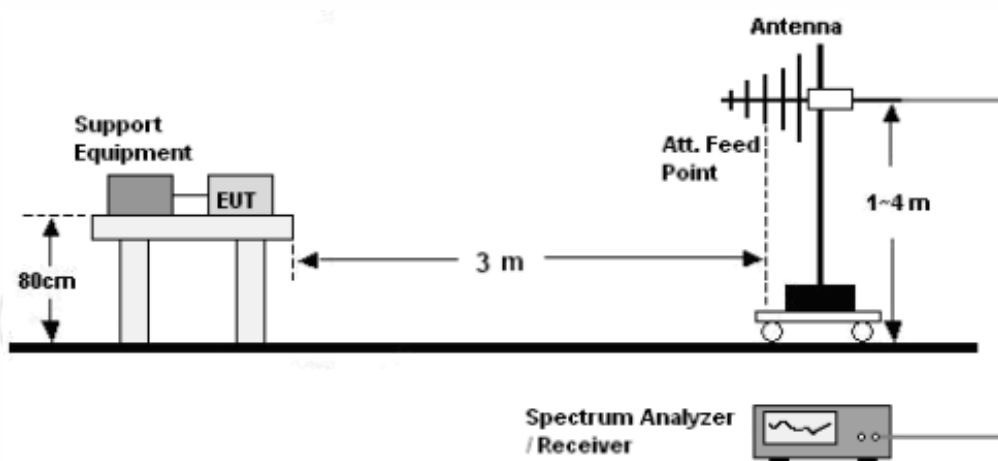 Antenna
Support
Equipment
EUT
Att. Feed
Point
1~4 m
80cm
3 m
Spectrum Analyzer
/ Receiver